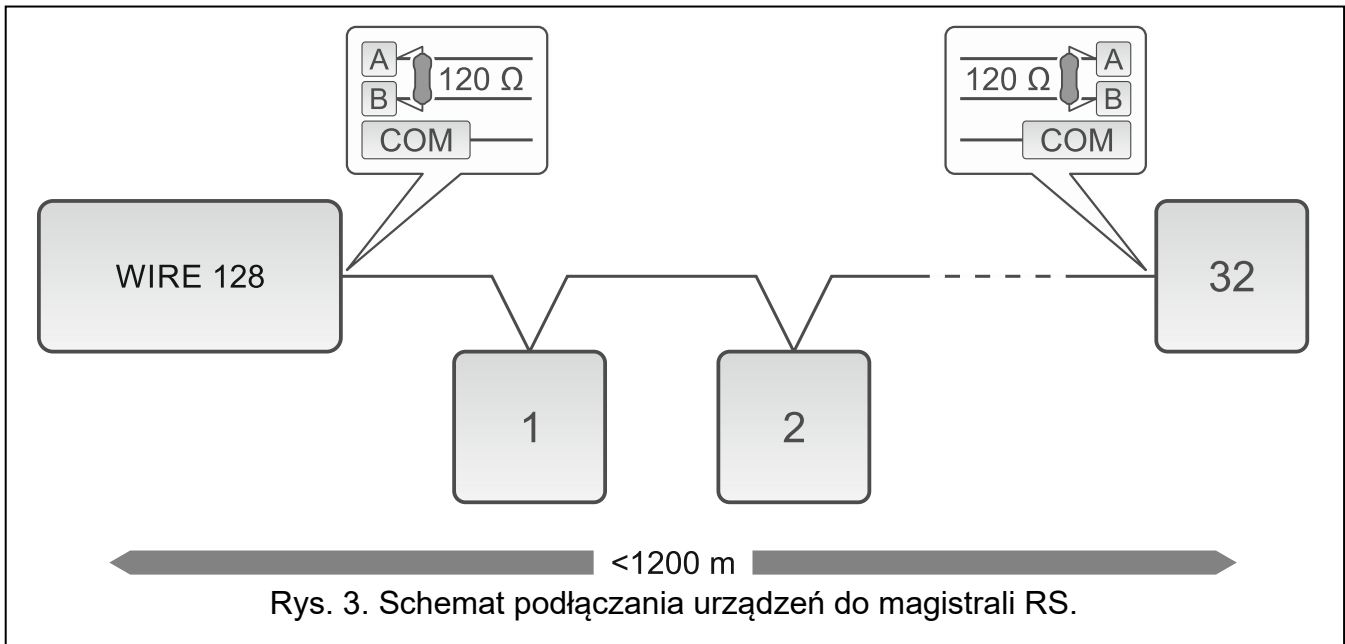 A
120 Ω
B
COM
A
120 Ω
B
COM
WIRE 128
32
1
2
<1200 m
Rys. 3. Schemat podłączania urządzeń do magistrali RS.